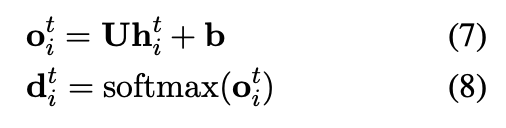 o_i^t = Uh_i^t + b (7)
d_i^t = softmax(o_i^t) (8)